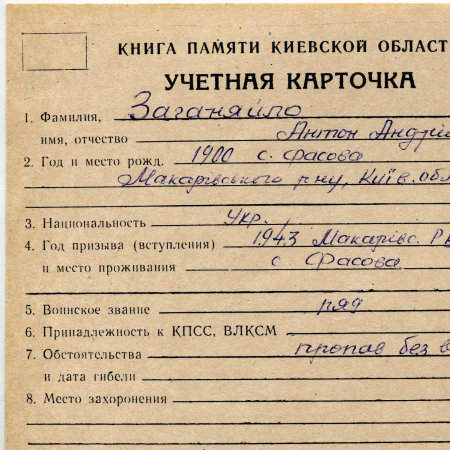 КНИГА ПАМЯТИ КИЕВСКОЙ ОБЛАСТ
УЧЕТНАЯ КАРТОЧКА
1. Фамилия, Заганяйло
имя, отчество Антон Андрі
2. Год и место рожд. 1900 с. Фасова
Макарівського р-ну, Київ. обл
3. Национальность Укр.
4. Год призыва (вступления) 1943 Макарівс. Р
и место проживания с Фасова
5. Воинское звание ряд
6. Принадлежность к КПСС, ВЛКСМ
7. Обстоятельства пропав без в
и дата гибели
8. Место захоронения